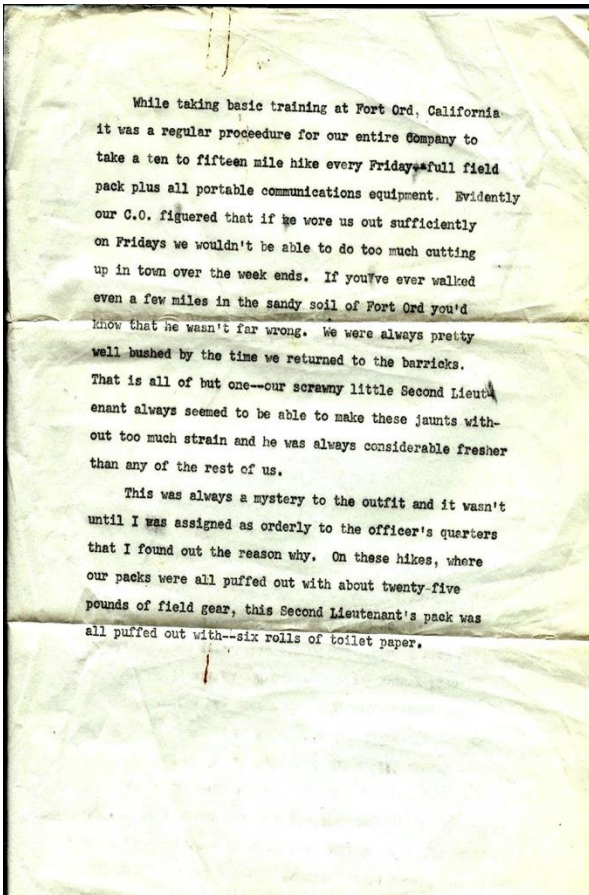 While taking basic training at Fort Ord, California
it was a regular proceedure for our entire Company to
take a ten to fifteen mile hike every Friday--full field
pack plus all portable communications equipment. Evidently
our C.O. figuered that if he wore us out sufficiently
on Fridays we wouldn't be able to do too much cutting
up in town over the week ends. If you've ever walked
even a few miles in the sandy soil of Fort Ord you'd
know that he wasn't far wrong. We were always pretty
well bushed by the time we returned to the barricks.
That is all of but one--our scrawny little Second Lieut-
enant always seemed to be able to make these jaunts with-
out too much strain and he was always considerable fresher
than any of the rest of us.
This was always a mystery to the outfit and it wasn't
until I was assigned as orderly to the officer's quarters
that I found out the reason why. On these hikes, where
our packs were all puffed out with about twenty-five
pounds of field gear, this Second Lieutenant's pack was
all puffed out with--six rolls of toilet paper.